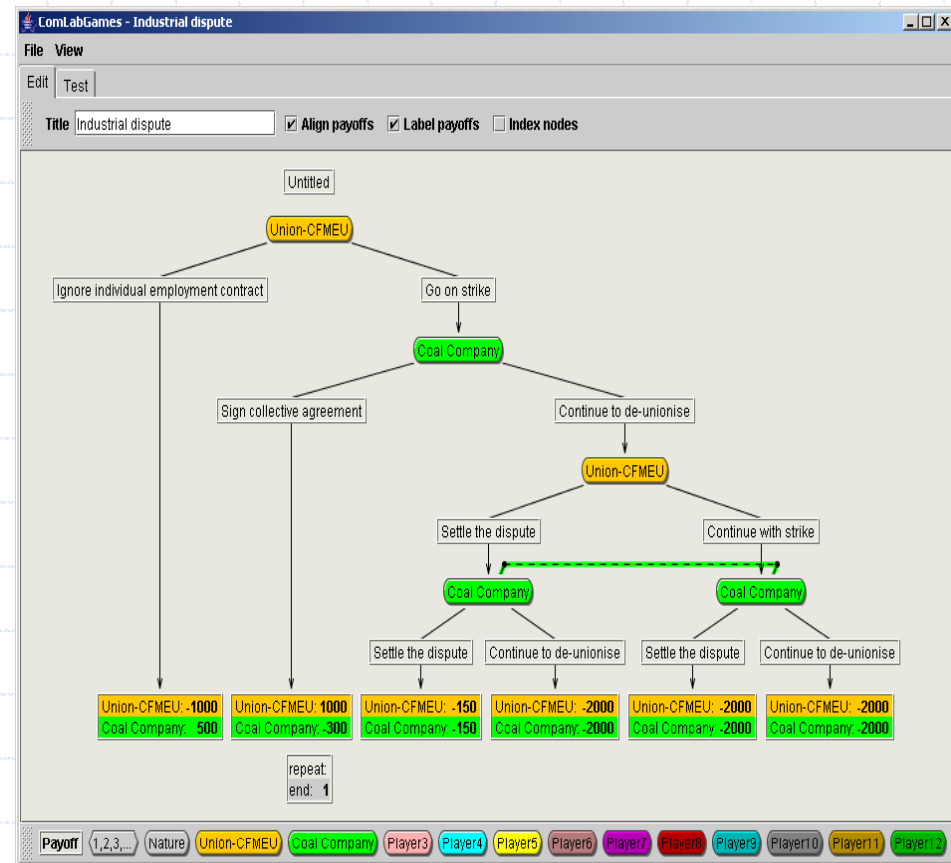 ComLabGames - Industrial dispute
File View
Edit Test
Title Industrial dispute Align payoffs Label payoffs Index nodes
Untitled
Union-CFMEU
Ignore individual employment contract Go on strike
Coal Company
Sign collective agreement Continue to de-unionise
Union-CFMEU
Settle the dispute Continue with strike
Coal Company Coal Company
Settle the dispute Continue to de-unionise Settle the dispute Continue to de-unionise
Union-CFMEU: -1000 Union-CFMEU: 1000 Union-CFMEU: -150 Union-CFMEU: -2000 Union-CFMEU: -2000 Union-CFMEU: -2000
Coal Company: 500 Coal Company: -300 Coal Company: -150 Coal Company: -2000 Coal Company: -2000 Coal Company: -2000
repeat:
end: 1
Payoff 1,2,3,... Nature Union-CFMEU Coal Company Player3 Player4 Player5 Player6 Player7 Player8 Player9 Player10 Player11 Player12